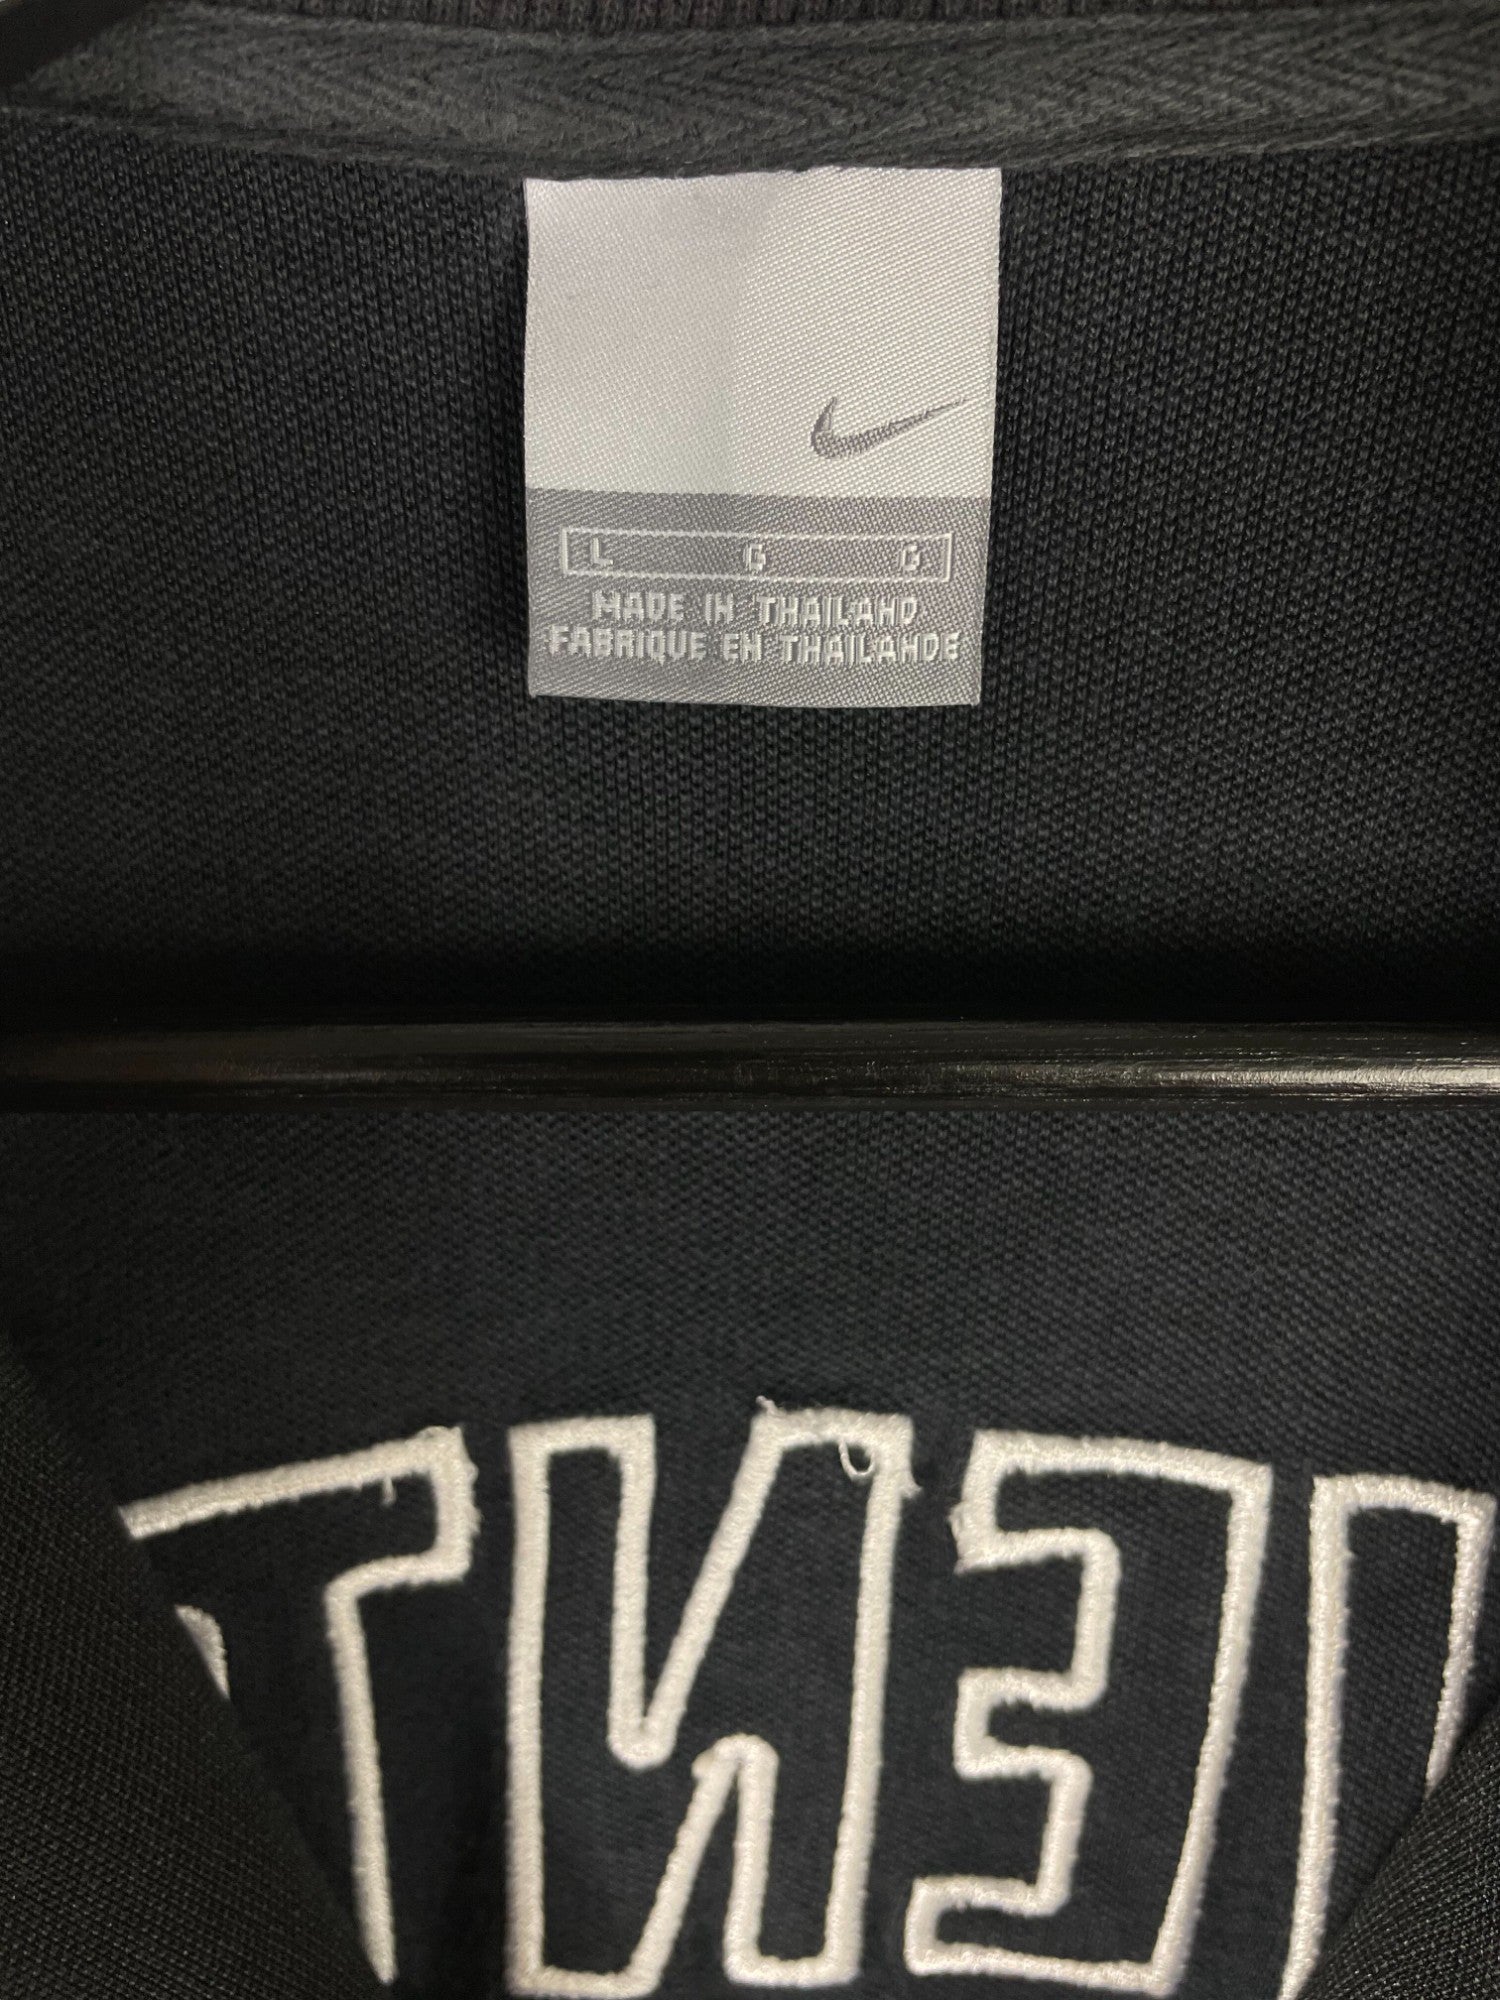 L G G
MADE IN THAILAND
FABRIQUE EN THAILANDE